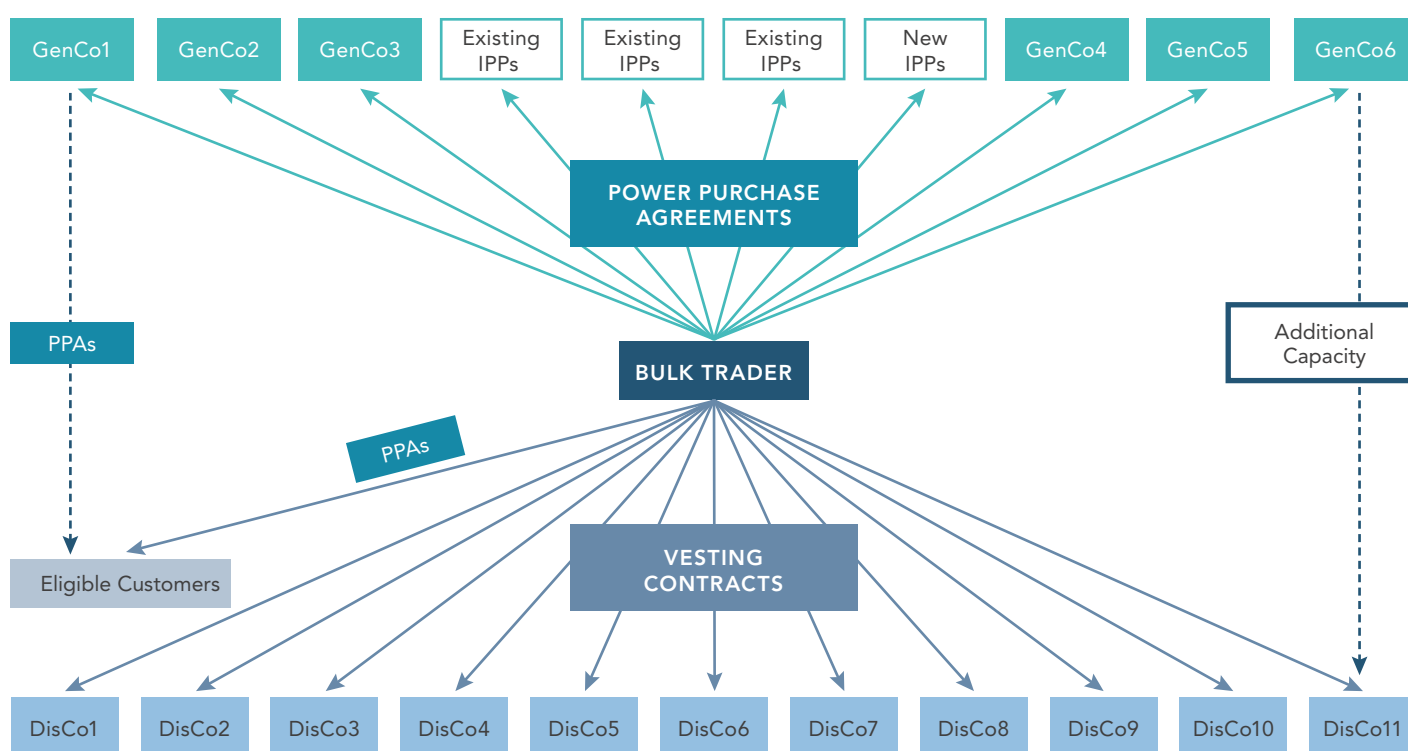 GenCo1
GenCo2
GenCo3
Existing
IPPs
Existing
IPPs
Existing
IPPs
New
IPPs
GenCo4
GenCo5
GenCo6
POWER PURCHASE
AGREEMENTS
PPAs
Additional
Capacity
BULK TRADER
PPAs
VESTING
CONTRACTS
Eligible Customers
DisCo1
DisCo2
DisCo3
DisCo4
DisCo5
DisCo6
DisCo7
DisCo8
DisCo9
DisCo10
DisCo11